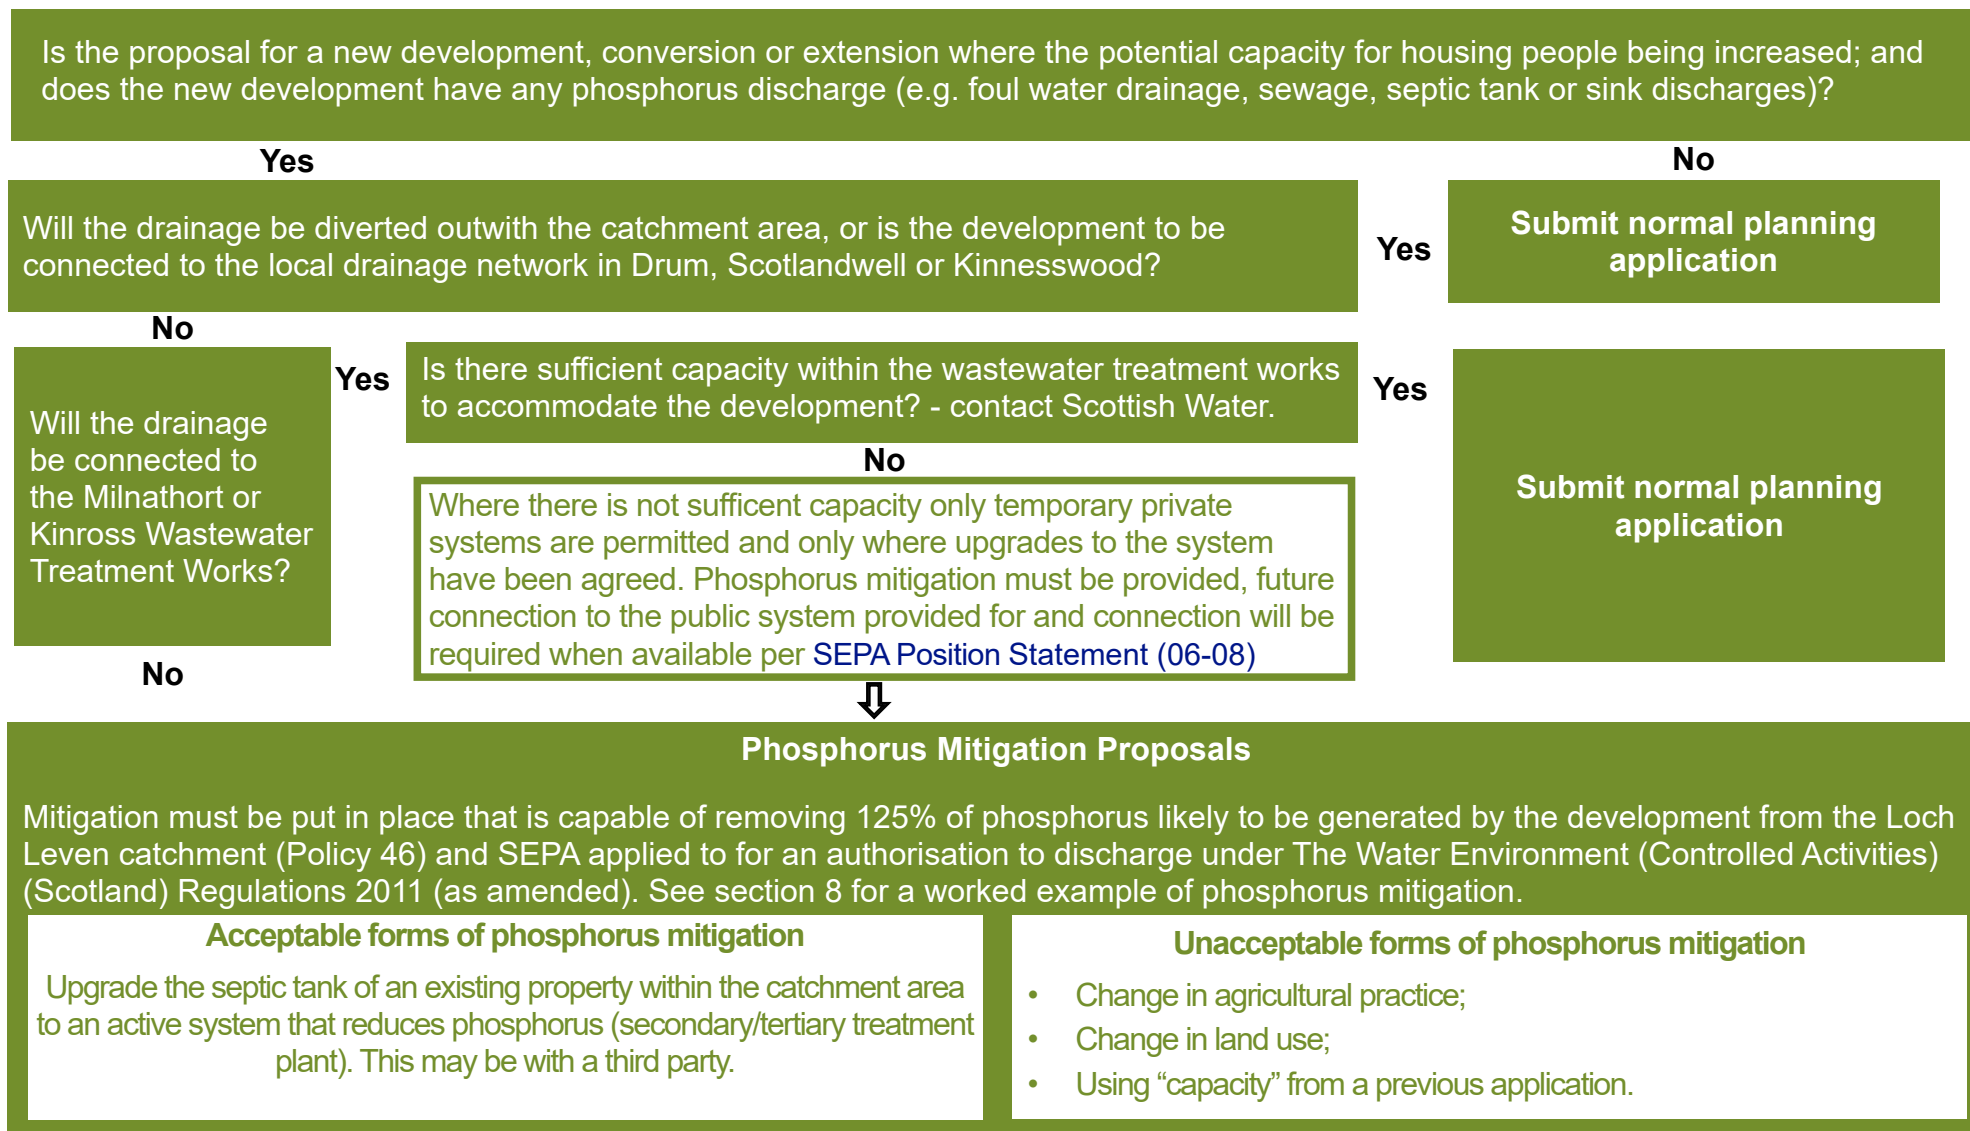 Is the proposal for a new development, conversion or extension where the potential capacity for housing people being increased; and
does the new development have any phosphorus discharge (e.g. foul water drainage, sewage, septic tank or sink discharges)?
Yes
No
Will the drainage be diverted outwith the catchment area, or is the development to be
connected to the local drainage network in Drum, Scotlandwell or Kinnesswood?
Yes
Submit normal planning
application
No
Will the drainage
be connected to
the Milnathort or
Kinross Wastewater
Treatment Works?
Yes
Is there sufficient capacity within the wastewater treatment works
to accommodate the development? - contact Scottish Water.
Yes
Submit normal planning
application
No
Where there is not sufficent capacity only temporary private
systems are permitted and only where upgrades to the system
have been agreed. Phosphorus mitigation must be provided, future
connection to the public system provided for and connection will be
required when available per SEPA Position Statement (06-08)
No
Phosphorus Mitigation Proposals
Mitigation must be put in place that is capable of removing 125% of phosphorus likely to be generated by the development from the Loch
Leven catchment (Policy 46) and SEPA applied to for an authorisation to discharge under The Water Environment (Controlled Activities)
(Scotland) Regulations 2011 (as amended). See section 8 for a worked example of phosphorus mitigation.
Acceptable forms of phosphorus mitigation
Upgrade the septic tank of an existing property within the catchment area
to an active system that reduces phosphorus (secondary/tertiary treatment
plant). This may be with a third party.
Unacceptable forms of phosphorus mitigation
• Change in agricultural practice;
• Change in land use;
• Using “capacity” from a previous application.